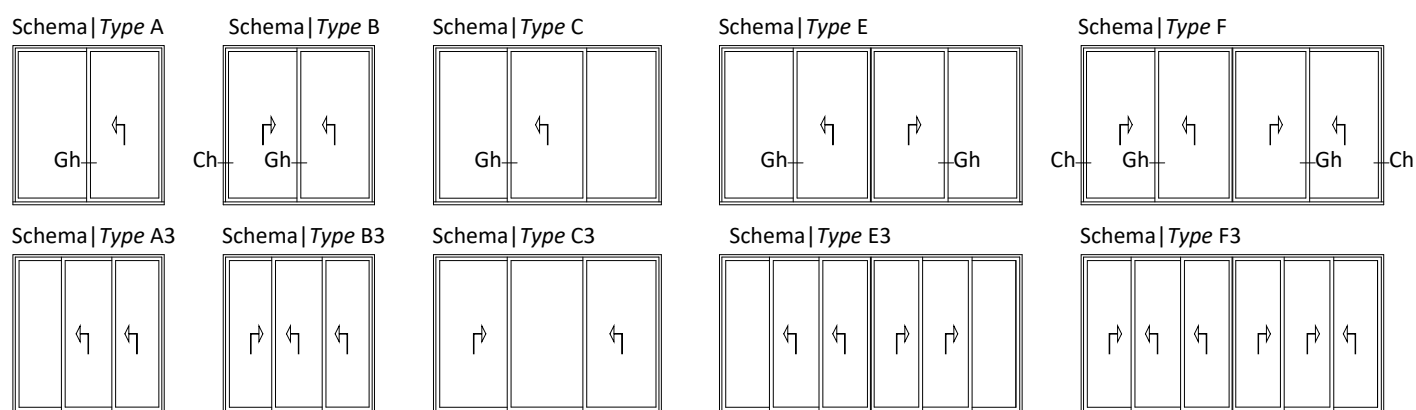 Schema|Type A
Schema|Type B
Schema|Type C
Schema|Type E
Schema|Type F
Gh
Ch
Gh
Gh
Gh
Gh
Ch
Gh
Gh
Ch
Schema|Type A3
Schema|Type B3
Schema|Type C3
Schema|Type E3
Schema|Type F3